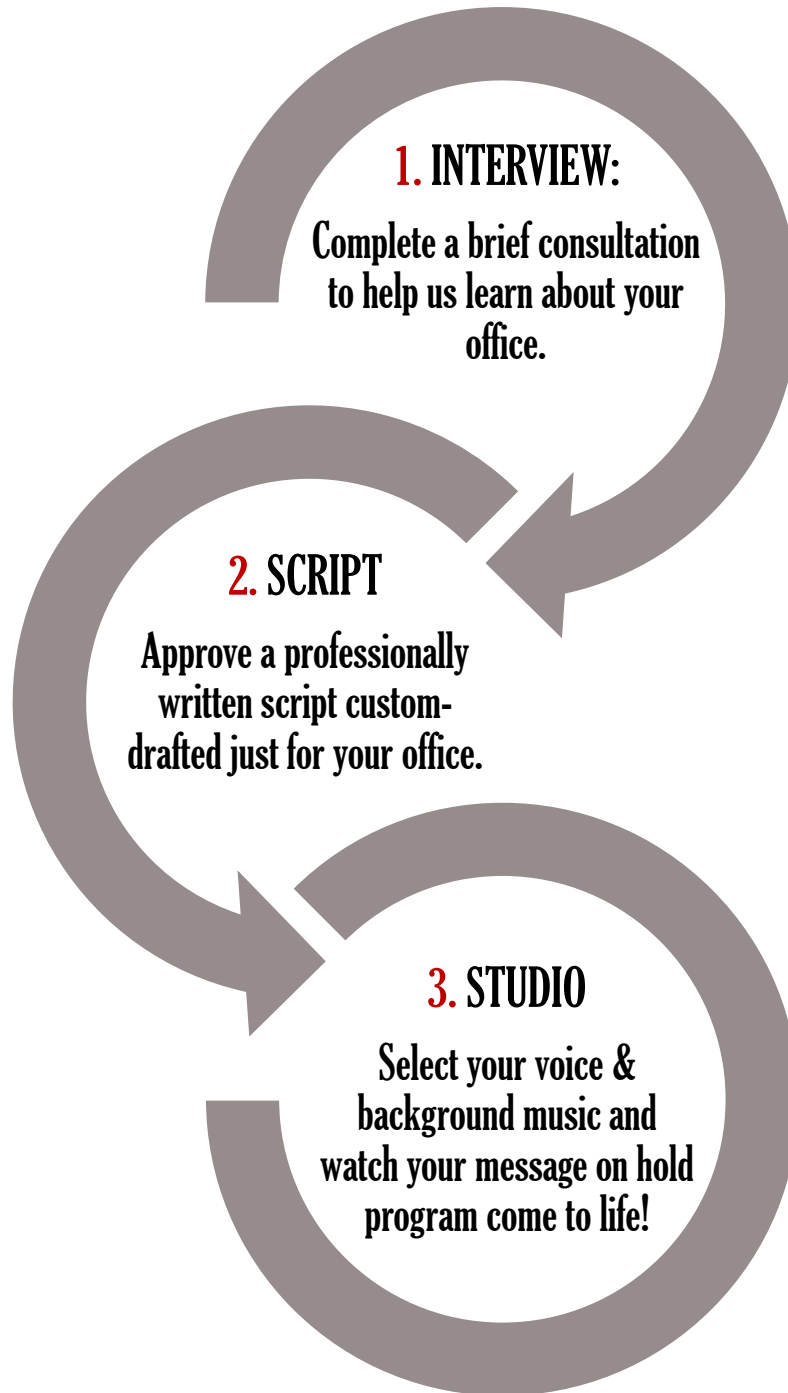 1. INTERVIEW:
Complete a brief consultation
to help us learn about your
office.
2. SCRIPT
Approve a professionally
written script custom-
drafted just for your office.
3. STUDIO
Select your voice &
background music and
watch your message on hold
program come to life!